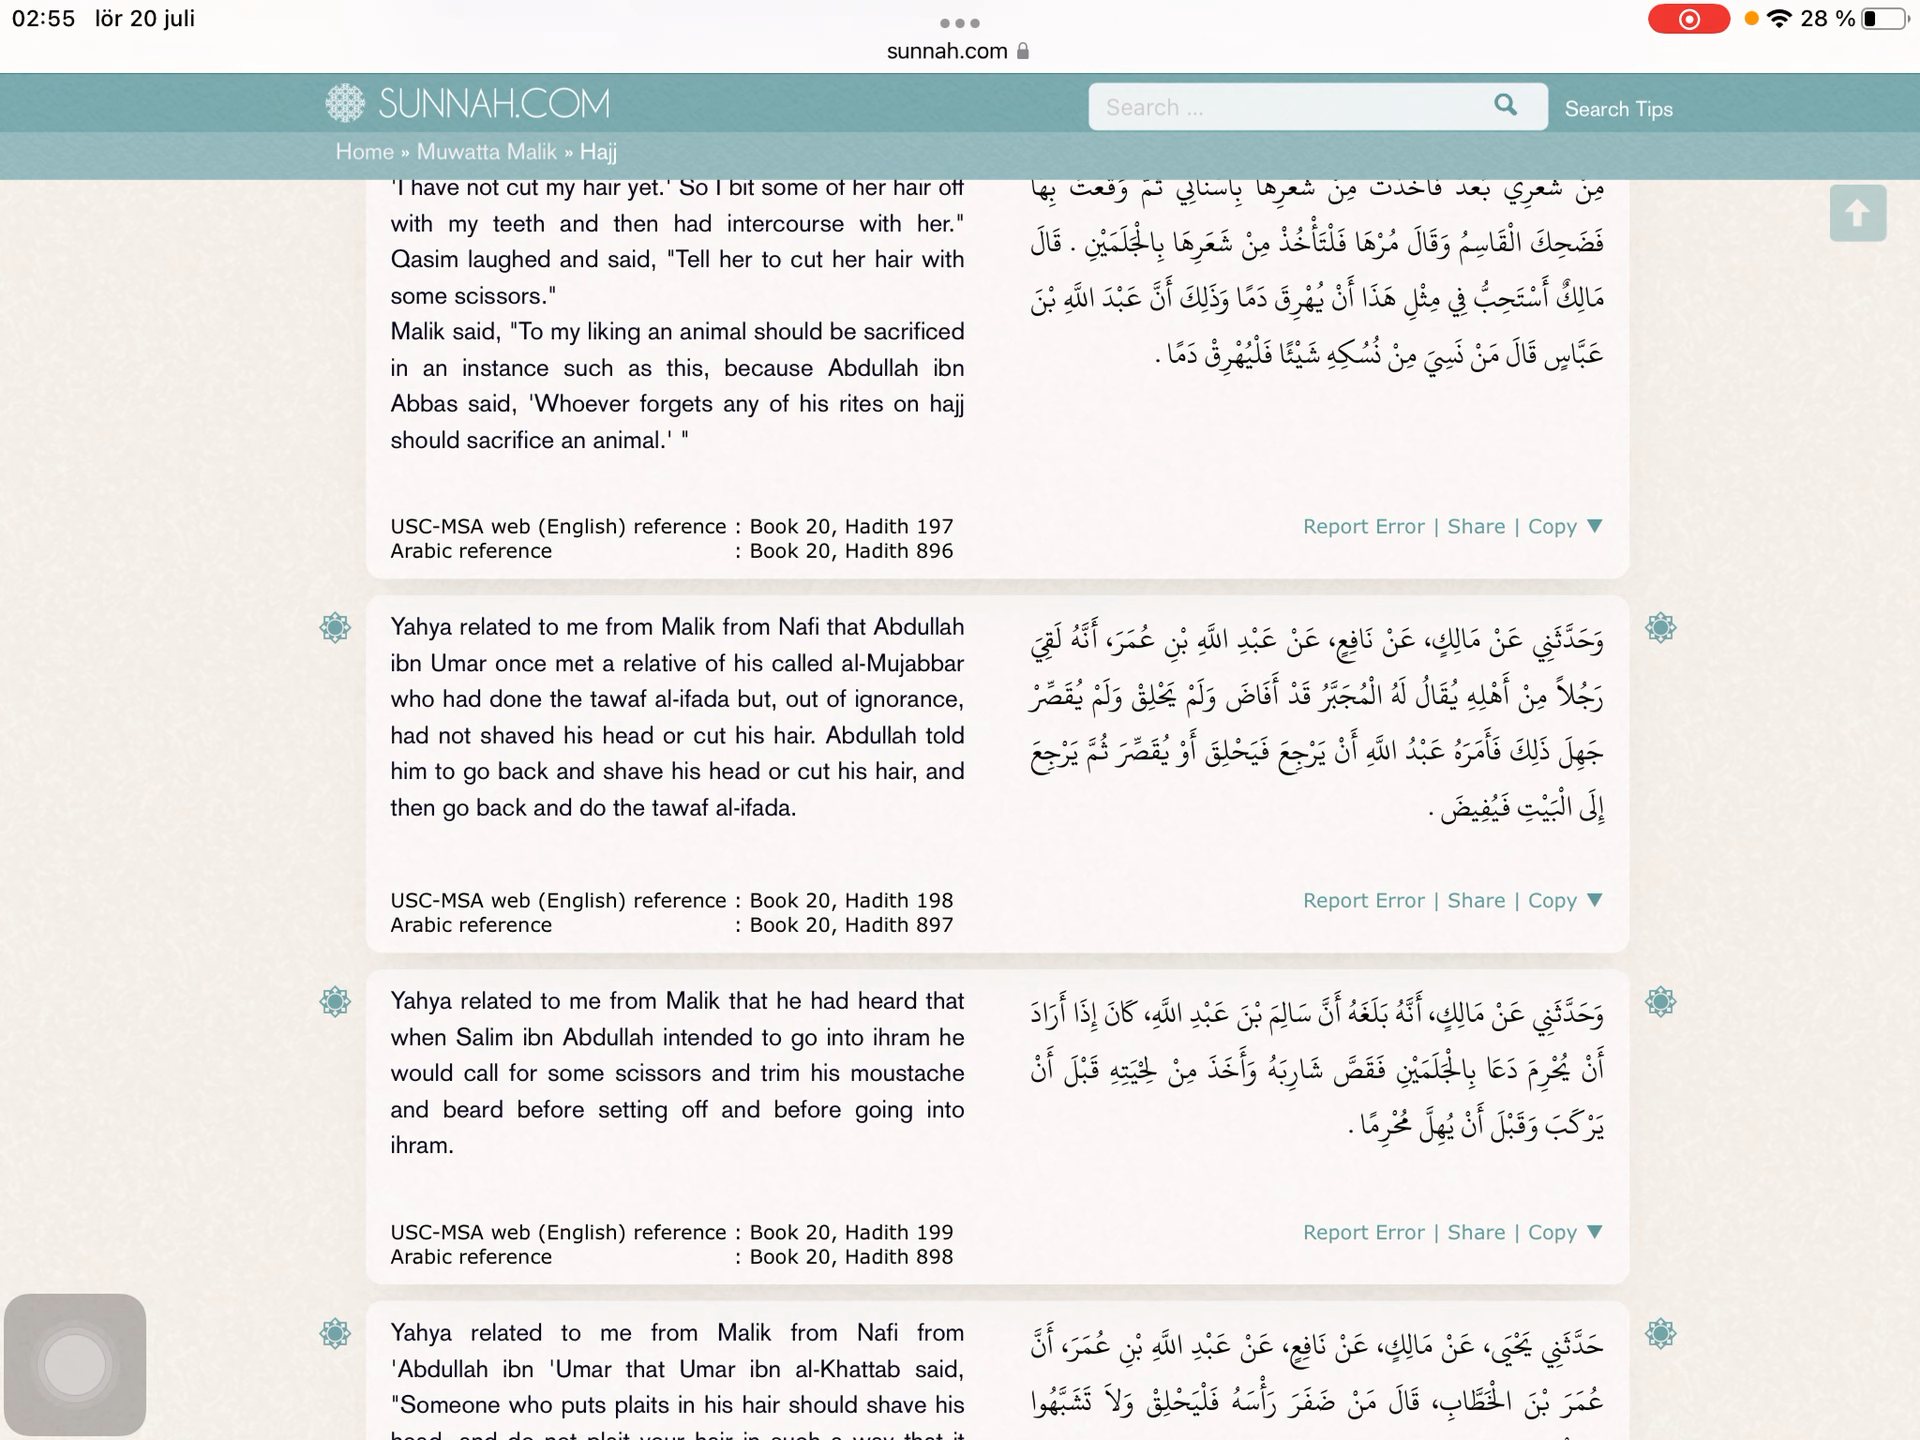 02:55 lör 20 juli
28 %
sunnah.com
SUNNAH.COM
Search ...
Search Tips
Home » Muwatta Malik » Hajj
'I have not cut my hair yet.' So I bit some of her hair off
with my teeth and then had intercourse with her."
Qasim laughed and said, "Tell her to cut her hair with
some scissors."
Malik said, "To my liking an animal should be sacrificed
in an instance such as this, because Abdullah ibn
Abbas said, 'Whoever forgets any of his rites on hajj
should sacrifice an animal.' "
مِنْ شَعَرِي بَعْدُ فَأَخَذْتُ مِنْ شَعَرِهَا بِأَسْنَانِي ثُمَّ وَقَعْتُ بِهَا
فَضَحِكَ الْقَاسِمُ وَقَالَ مُرْهَا فَلْتَأْخُذْ مِنْ شَعَرِهَا بِالْجَلَمَيْنِ . قَالَ
مَالِكٌ أَسْتَحِبُّ فِي مِثْلِ هَذَا أَنْ يُهْرِقَ دَمًا وَذَلِكَ أَنَّ عَبْدَ اللَّهِ بْنَ
عَبَّاسٍ قَالَ مَنْ نَسِيَ مِنْ نُسُكِهِ شَيْئًا فَلْيُهْرِقْ دَمًا .
USC-MSA web (English) reference : Book 20, Hadith 197
Arabic reference : Book 20, Hadith 896
Report Error | Share | Copy ▼
Yahya related to me from Malik from Nafi that Abdullah
ibn Umar once met a relative of his called al-Mujabbar
who had done the tawaf al-ifada but, out of ignorance,
had not shaved his head or cut his hair. Abdullah told
him to go back and shave his head or cut his hair, and
then go back and do the tawaf al-ifada.
وَحَدَّثَنِي عَنْ مَالِكٍ، عَنْ نَافِعٍ، عَنْ عَبْدِ اللَّهِ بْنِ عُمَرَ، أَنَّهُ لَقِيَ
رَجُلاً مِنْ أَهْلِهِ يُقَالُ لَهُ الْمُجَبَّرُ قَدْ أَفَاضَ وَلَمْ يَحْلِقْ وَلَمْ يُقَصِّرْ
جَهِلَ ذَلِكَ فَأَمَرَهُ عَبْدُ اللَّهِ أَنْ يَرْجِعَ فَيَحْلِقَ أَوْ يُقَصِّرَ ثُمَّ يَرْجِعَ
إِلَى الْبَيْتِ فَيُفِيضَ .
USC-MSA web (English) reference : Book 20, Hadith 198
Arabic reference : Book 20, Hadith 897
Report Error | Share | Copy ▼
Yahya related to me from Malik that he had heard that
when Salim ibn Abdullah intended to go into ihram he
would call for some scissors and trim his moustache
and beard before setting off and before going into
ihram.
وَحَدَّثَنِي عَنْ مَالِكٍ، أَنَّهُ بَلَغَهُ أَنَّ سَالِمَ بْنَ عَبْدِ اللَّهِ، كَانَ إِذَا أَرَادَ
أَنْ يُحْرِمَ دَعَا بِالْجَلَمَيْنِ فَقَصَّ شَارِبَهُ وَأَخَذَ مِنْ لِحْيَتِهِ قَبْلَ أَنْ
يَرْكَبَ وَقَبْلَ أَنْ يُهِلَّ مُحْرِمًا .
USC-MSA web (English) reference : Book 20, Hadith 199
Arabic reference : Book 20, Hadith 898
Report Error | Share | Copy ▼
Yahya related to me from Malik from Nafi from
'Abdullah ibn 'Umar that Umar ibn al-Khattab said,
"Someone who puts plaits in his hair should shave his
head, and do not plait your hair in such a way that it
حَدَّثَنِي يَحْيَى، عَنْ مَالِكٍ، عَنْ نَافِعٍ، عَنْ عَبْدِ اللَّهِ بْنِ عُمَرَ، أَنَّ
عُمَرَ بْنَ الْخَطَّابِ، قَالَ مَنْ ضَفَرَ رَأْسَهُ فَلْيَحْلِقْ وَلاَ تَشَبَّهُوا